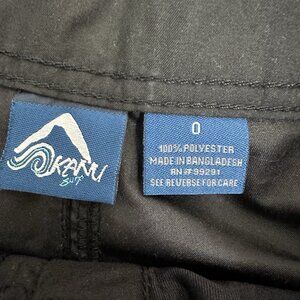 KANU
SURF
0
100% POLYESTER
MADE IN BANGLADESH
RN# 99291
SEE REVERSE FOR CARE